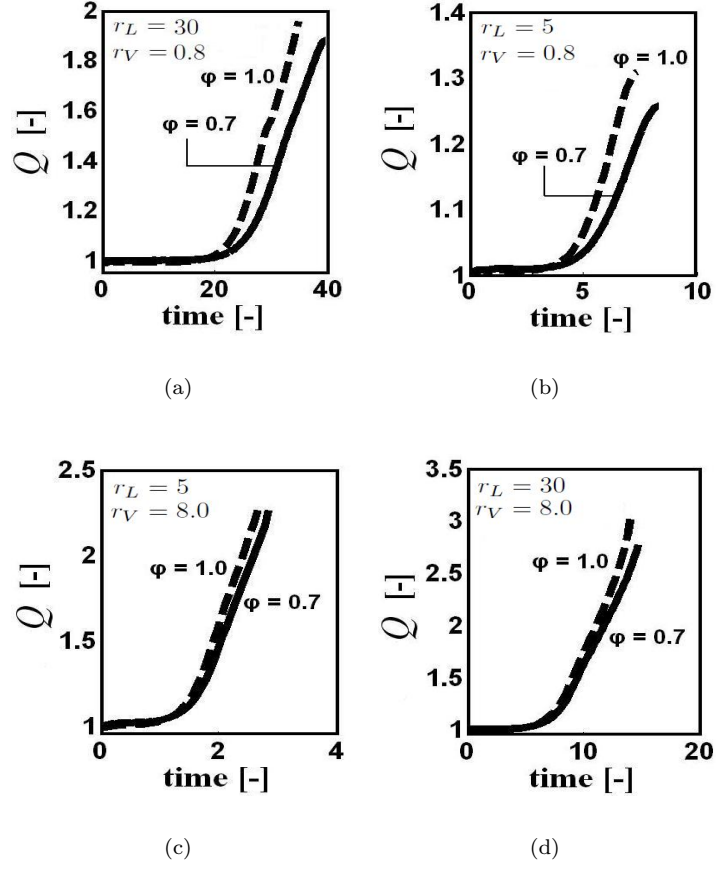 2
1.8
1.6
1.4
1.2
1
Q [-]
r_L = 30
r_V = 0.8
φ = 1.0
φ = 0.7
0 20 40
time [-]
(a)
1.4
1.3
1.2
1.1
1
Q [-]
r_L = 5
r_V = 0.8
φ = 1.0
φ = 0.7
0 5 10
time [-]
(b)
2.5
2
1.5
1
Q [-]
r_L = 5
r_V = 8.0
φ = 1.0
φ = 0.7
0 2 4
time [-]
(c)
3.5
3
2.5
2
1.5
1
Q [-]
r_L = 30
r_V = 8.0
φ = 1.0
φ = 0.7
0 10 20
time [-]
(d)